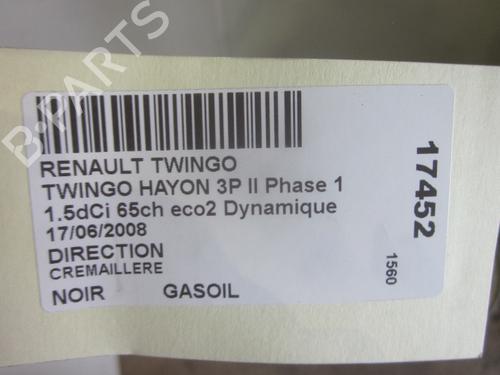 RENAULT TWINGO
TWINGO HAYON 3P II Phase 1
1.5dCi 65ch eco2 Dynamique
17/06/2008
DIRECTION
CREMAILLERE
NOIR GASOIL
17452
1560
B-PARTS